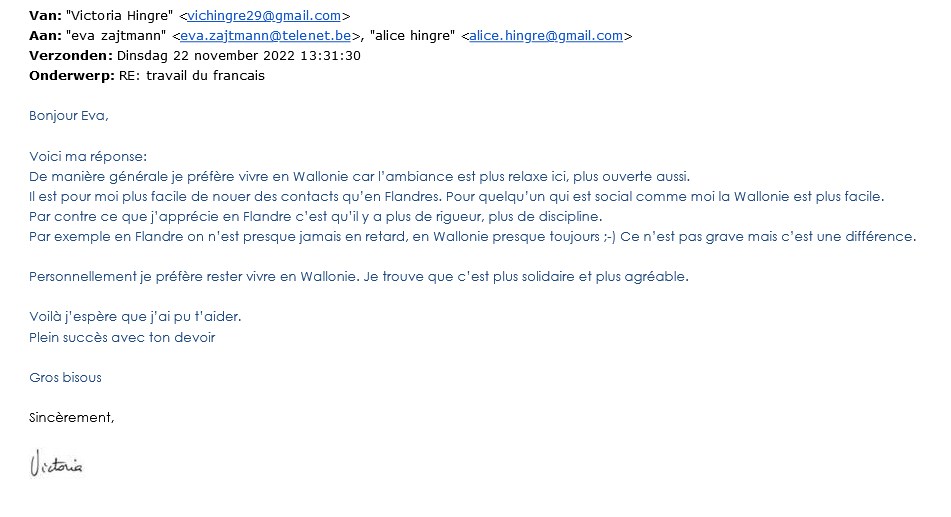 Van: "Victoria Hingre" <vichingre29@gmail.com>
Aan: "eva zajtmann" <eva.zajtmann@telenet.be>, "alice hingre" <alice.hingre@gmail.com>
Verzonden: Dinsdag 22 november 2022 13:31:30
Onderwerp: RE: travail du francais
Bonjour Eva,
Voici ma réponse:
De manière générale je préfère vivre en Wallonie car l'ambiance est plus relaxe ici, plus ouverte aussi.
Il est pour moi plus facile de nouer des contacts qu'en Flandres. Pour quelqu'un qui est social comme moi la Wallonie est plus facile.
Par contre ce que j'apprécie en Flandre c'est qu'il y a plus de rigueur, plus de discipline.
Par exemple en Flandre on n'est presque jamais en retard, en Wallonie presque toujours ;-) Ce n'est pas grave mais c'est une différence.
Personnellement je préfère rester vivre en Wallonie. Je trouve que c'est plus solidaire et plus agréable.
Voilà j'espère que j'ai pu t'aider.
Plein succès avec ton devoir
Gros bisous
Sincèrement,
Victoria